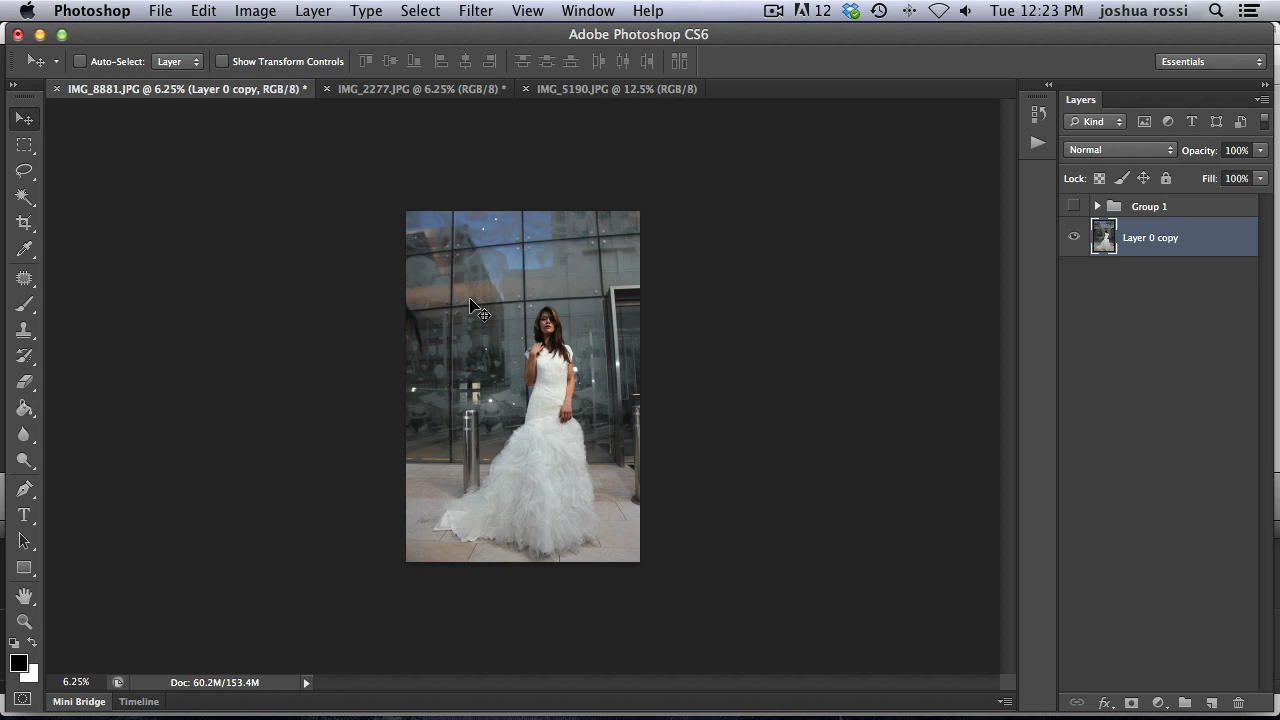 Photoshop File Edit Image Layer Type Select Filter View Window Help 12 Tue 12:23 PM joshua rossi
Adobe Photoshop CS6
Auto-Select: Layer Show Transform Controls Essentials
IMG_8881.JPG @ 6.25% (Layer 0 copy, RGB/8) * IMG_2277.JPG @ 6.25% (RGB/8) * IMG_5190.JPG @ 12.5% (RGB/8)
Layers
Kind
Normal Opacity: 100%
Lock: Fill: 100%
Group 1
Layer 0 copy
6.25% Doc: 60.2M/153.4M
Mini Bridge Timeline